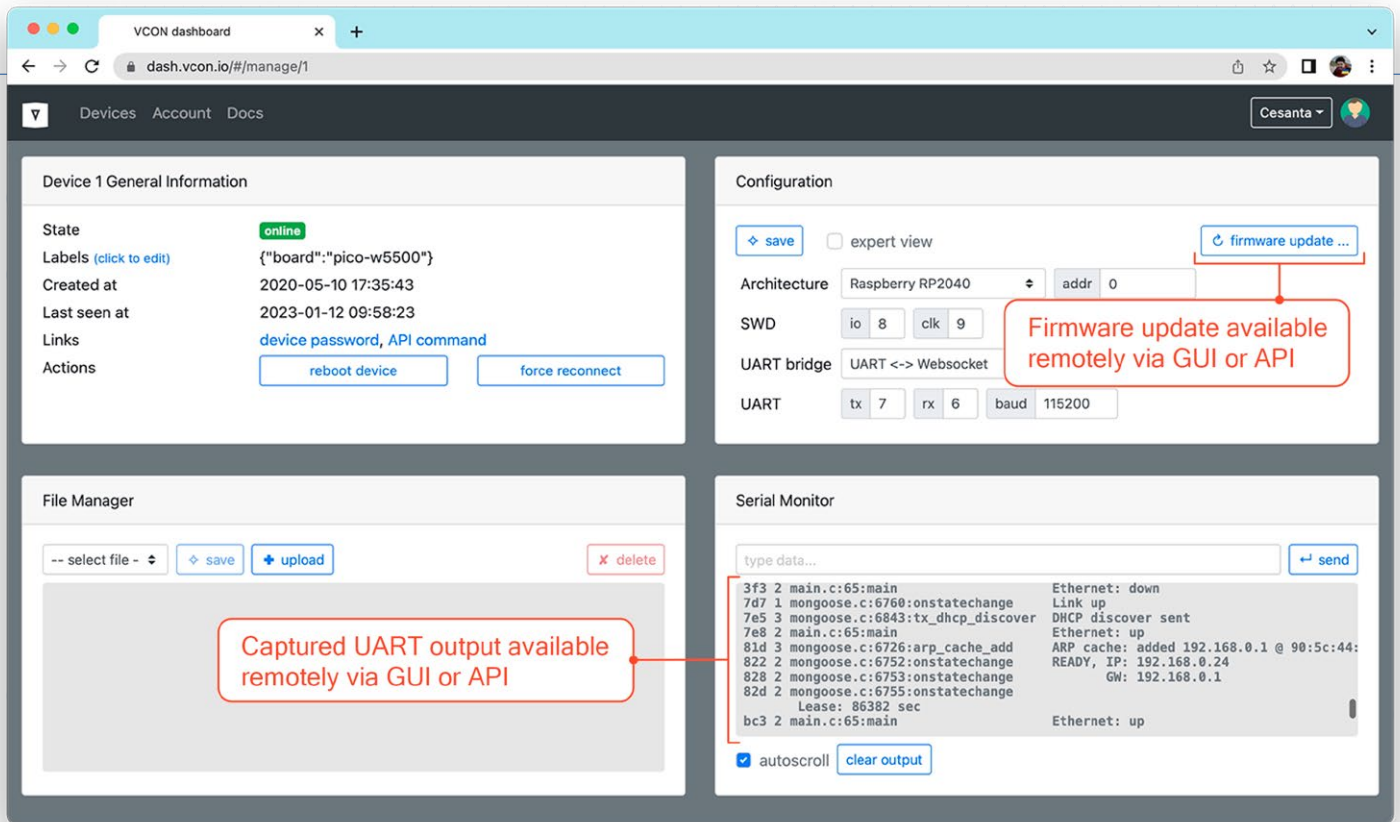 VCON dashboard
dash.vcon.io/#/manage/1
Devices Account Docs
Cesanta
Device 1 General Information
State online
Labels (click to edit) {"board":"pico-w5500"}
Created at 2020-05-10 17:35:43
Last seen at 2023-01-12 09:58:23
Links device password, API command
Actions reboot device force reconnect
Configuration
save expert view firmware update ...
Architecture Raspberry RP2040 addr 0
SWD io 8 clk 9
UART bridge UART <-> Websocket
UART tx 7 rx 6 baud 115200
Firmware update available
remotely via GUI or API
File Manager
-- select file - save upload delete
Captured UART output available
remotely via GUI or API
Serial Monitor
type data... send
3f3 2 main.c:65:main Ethernet: down
7d7 1 mongoose.c:6760:onstatechange Link up
7e5 3 mongoose.c:6843:tx_dhcp_discover DHCP discover sent
7e8 2 main.c:65:main Ethernet: up
81d 3 mongoose.c:6726:arp_cache_add ARP cache: added 192.168.0.1 @ 90:5c:44:
822 2 mongoose.c:6752:onstatechange READY, IP: 192.168.0.24
828 2 mongoose.c:6753:onstatechange GW: 192.168.0.1
82d 2 mongoose.c:6755:onstatechange
Lease: 86382 sec
bc3 2 main.c:65:main Ethernet: up
autoscroll clear output